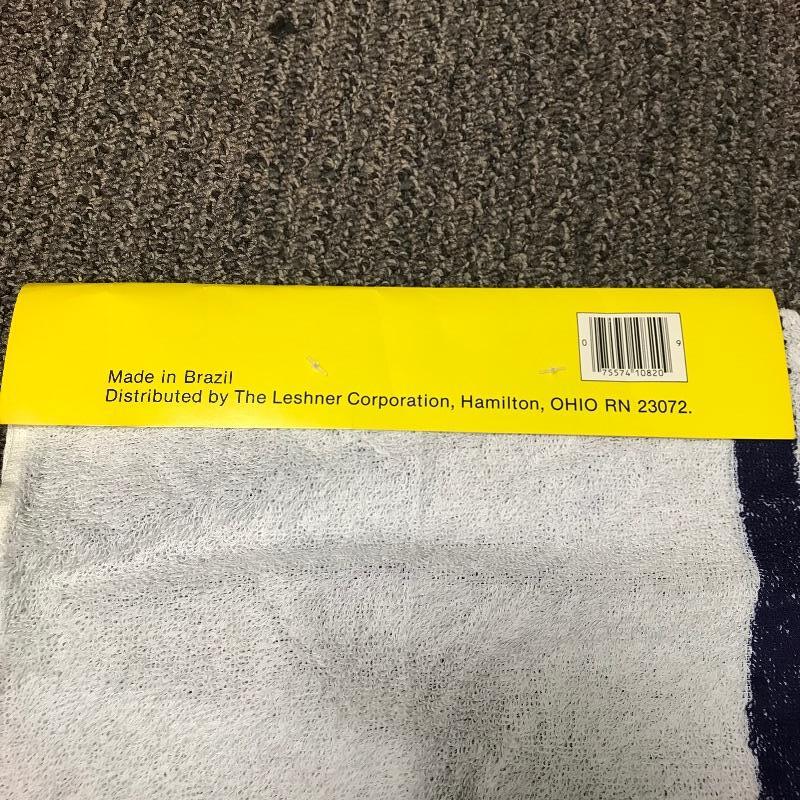 0 75574 10820 9
Made in Brazil
Distributed by The Leshner Corporation, Hamilton, OHIO RN 23072.